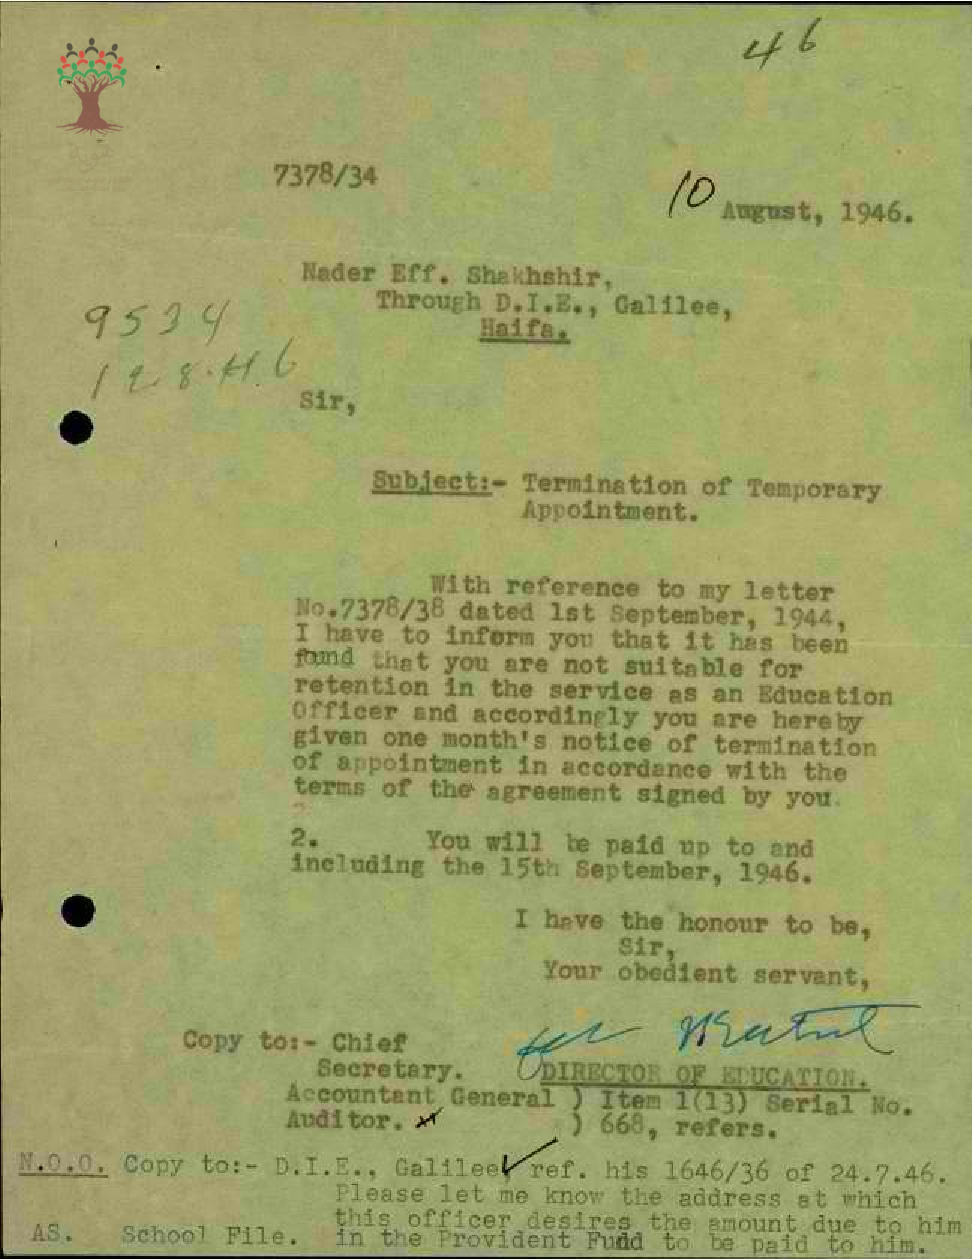 46
7378/34
10 August, 1946.
Nader Eff. Shakhshir,
Through D.I.E., Galilee,
Haifa.
9534
12.8.46
Sir,
Subject:- Termination of Temporary
Appointment.
With reference to my letter
No.7378/38 dated 1st September, 1944,
I have to inform you that it has been
fund that you are not suitable for
retention in the service as an Education
Officer and accordingly you are hereby
given one month's notice of termination
of appointment in accordance with the
terms of the agreement signed by you.
2. You will be paid up to and
including the 15th September, 1946.
I have the honour to be,
Sir,
Your obedient servant,
for
Copy to:- Chief
Secretary. DIRECTOR OF EDUCATION.
Accountant General ) Item 1(13) Serial No.
Auditor. ) 668, refers.
N.O.O. Copy to:- D.I.E., Galilee, ref. his 1646/36 of 24.7.46.
Please let me know the address at which
this officer desires the amount due to him
AS. School File. in the Provident Fudd to be paid to him.